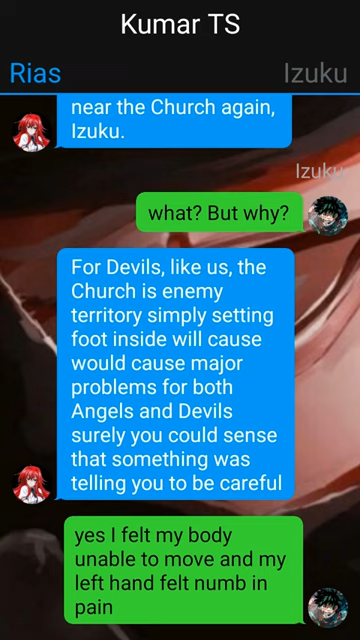 Kumar TS
Rias
Izuku
near the Church again,
Izuku.
Izuku
what? But why?
For Devils, like us, the
Church is enemy
territory simply setting
foot inside will cause
would cause major
problems for both
Angels and Devils
surely you could sense
that something was
telling you to be careful
yes I felt my body
unable to move and my
left hand felt numb in
pain